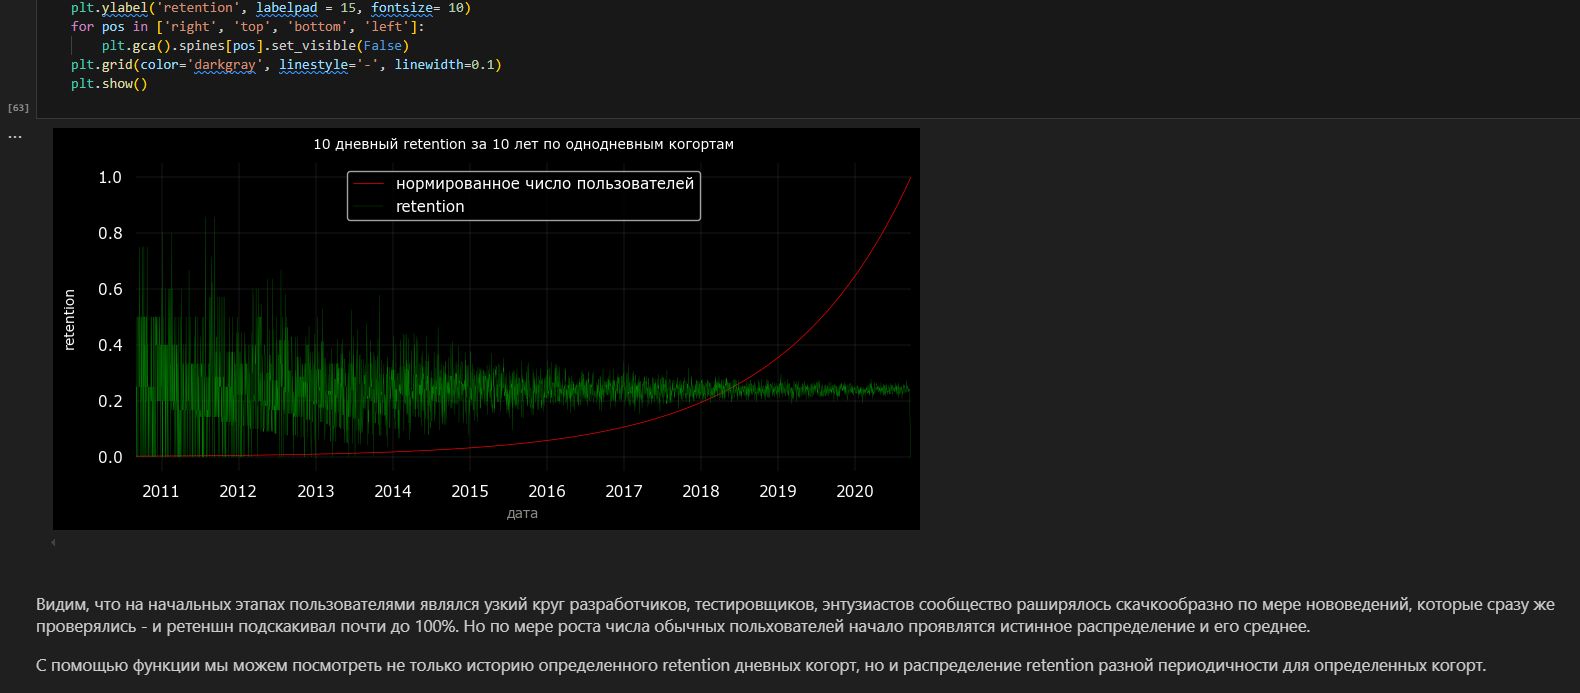 plt.ylabel('retention', labelpad = 15, fontsize= 10)
for pos in ['right', 'top', 'bottom', 'left']:
    plt.gca().spines[pos].set_visible(False)
plt.grid(color='darkgray', linestyle='-', linewidth=0.1)
plt.show()
[63]
...
10 дневный retention за 10 лет по однодневным когортам
нормированное число пользователей
retention
1.0
0.8
0.6
0.4
0.2
0.0
retention
2011 2012 2013 2014 2015 2016 2017 2018 2019 2020
дата
Видим, что на начальных этапах пользователями являлся узкий круг разработчиков, тестировщиков, энтузиастов сообщество раширялось скачкообразно по мере нововедений, которые сразу же
проверялись - и ретеншн подскакивал почти до 100%. Но по мере роста числа обычных польхователей начало проявлятся истинное распределение и его среднее.
С помощью функции мы можем посмотреть не только историю определенного retention дневных когорт, но и распределение retention разной периодичности для определенных когорт.